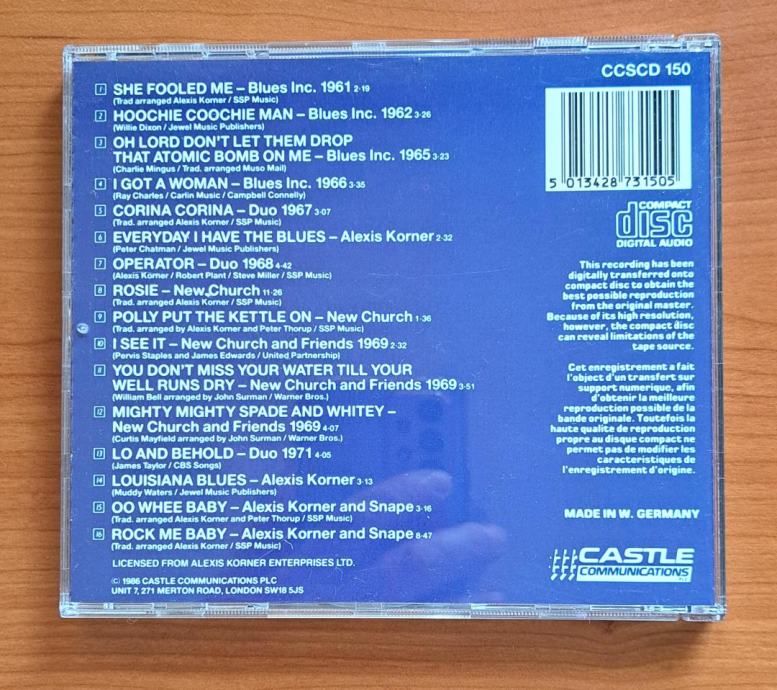 CCSCD 150
1 SHE FOOLED ME – Blues Inc. 1961 2·19
(Trad arranged Alexis Korner / SSP Music)
2 HOOCHIE COOCHIE MAN – Blues Inc. 1962 3·26
(Willie Dixon / Jewel Music Publishers)
3 OH LORD DON'T LET THEM DROP
THAT ATOMIC BOMB ON ME – Blues Inc. 1965 3·23
(Charlie Mingus / Trad. arranged Muso Mail)
4 I GOT A WOMAN – Blues Inc. 1966 3·35
(Ray Charles / Carlin Music / Campbell Connelly)
5 CORINA CORINA – Duo 1967 3·07
(Trad. arranged Alexis Korner / SSP Music)
6 EVERYDAY I HAVE THE BLUES – Alexis Korner 2·32
(Peter Chatman / Jewel Music Publishers)
7 OPERATOR – Duo 1968 4·42
(Alexis Korner / Robert Plant / Steve Miller / SSP Music)
8 ROSIE – New Church 11·26
(Trad. arranged Alexis Korner / SSP Music)
9 POLLY PUT THE KETTLE ON – New Church 1·36
(Trad. arranged by Alexis Korner and Peter Thorup / SSP Music)
10 I SEE IT – New Church and Friends 1969 2·32
(Pervis Staples and James Edwards / United Partnership)
11 YOU DON'T MISS YOUR WATER TILL YOUR
WELL RUNS DRY – New Church and Friends 1969 3·51
(William Bell arranged by John Surman / Warner Bros.)
12 MIGHTY MIGHTY SPADE AND WHITEY –
New Church and Friends 1969 4·07
(Curtis Mayfield arranged by John Surman / Warner Bros.)
13 LO AND BEHOLD – Duo 1971 4·05
(James Taylor / CBS Songs)
14 LOUISIANA BLUES – Alexis Korner 3·13
(Muddy Waters / Jewel Music Publishers)
15 OO WHEE BABY – Alexis Korner and Snape 3·16
(Trad. arranged Alexis Korner and Peter Thorup / SSP Music)
16 ROCK ME BABY – Alexis Korner and Snape 8·47
(Trad. arranged Alexis Korner / SSP Music)
LICENSED FROM ALEXIS KORNER ENTERPRISES LTD.
© 1986 CASTLE COMMUNICATIONS PLC
UNIT 7, 271 MERTON ROAD, LONDON SW18 5JS
5 013428 731505
COMPACT
disc
DIGITAL AUDIO
This recording has been
digitally transferred onto
compact disc to obtain the
best possible reproduction
from the original master.
Because of its high resolution,
however, the compact disc
can reveal limitations of the
tape source.
Cet enregistrement a fait
l'object d'un transfert sur
support numerique, afin
d'obtenir la meilleure
reproduction possible de la
bande originale. Toutefois la
haute qualite de reproduction
propre au disque compact ne
permet pas de modifier les
caracteristiques de
l'enregistrement d'origine.
MADE IN W. GERMANY
CASTLE
COMMUNICATIONS
PLC